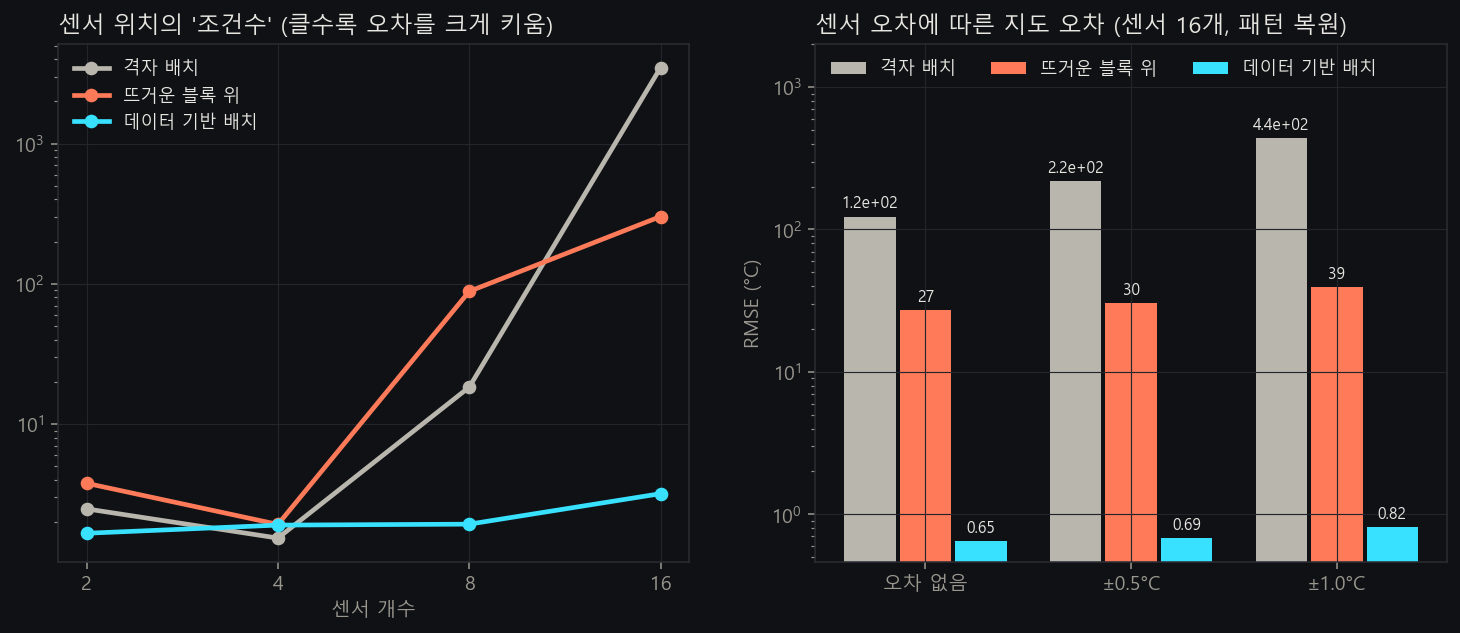 센서 위치의 '조건수' (클수록 오차를 크게 키움)
격자 배치
뜨거운 블록 위
데이터 기반 배치
10³
10²
10¹
2 4 8 16
센서 개수
센서 오차에 따른 지도 오차 (센서 16개, 패턴 복원)
격자 배치 뜨거운 블록 위 데이터 기반 배치
RMSE (°C)
10³
10²
10¹
10⁰
1.2e+02
27
0.65
2.2e+02
30
0.69
4.4e+02
39
0.82
오차 없음 ±0.5°C ±1.0°C